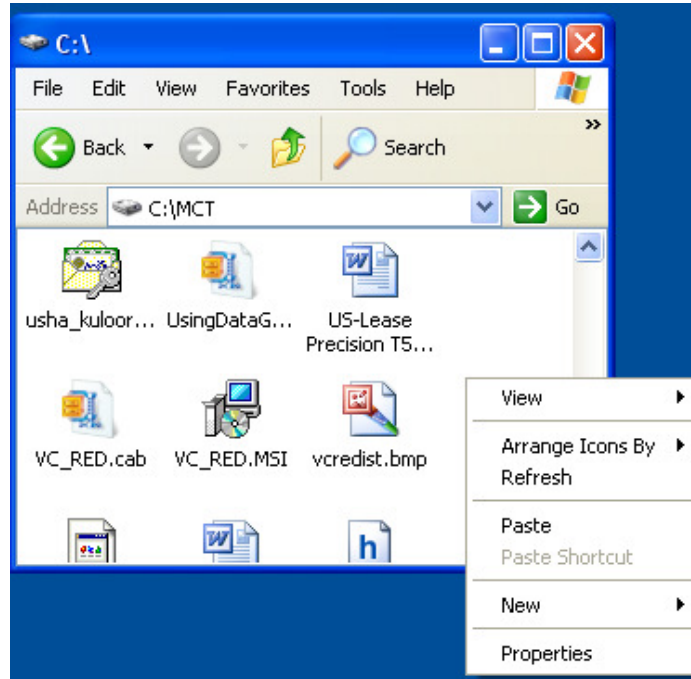 C:\
File Edit View Favorites Tools Help
Back Search »
Address C:\MCT Go
usha_kuloor... UsingDataG... US-Lease
Precision T5...
VC_RED.cab VC_RED.MSI vcredist.bmp
View
Arrange Icons By
Refresh
Paste
Paste Shortcut
New
Properties